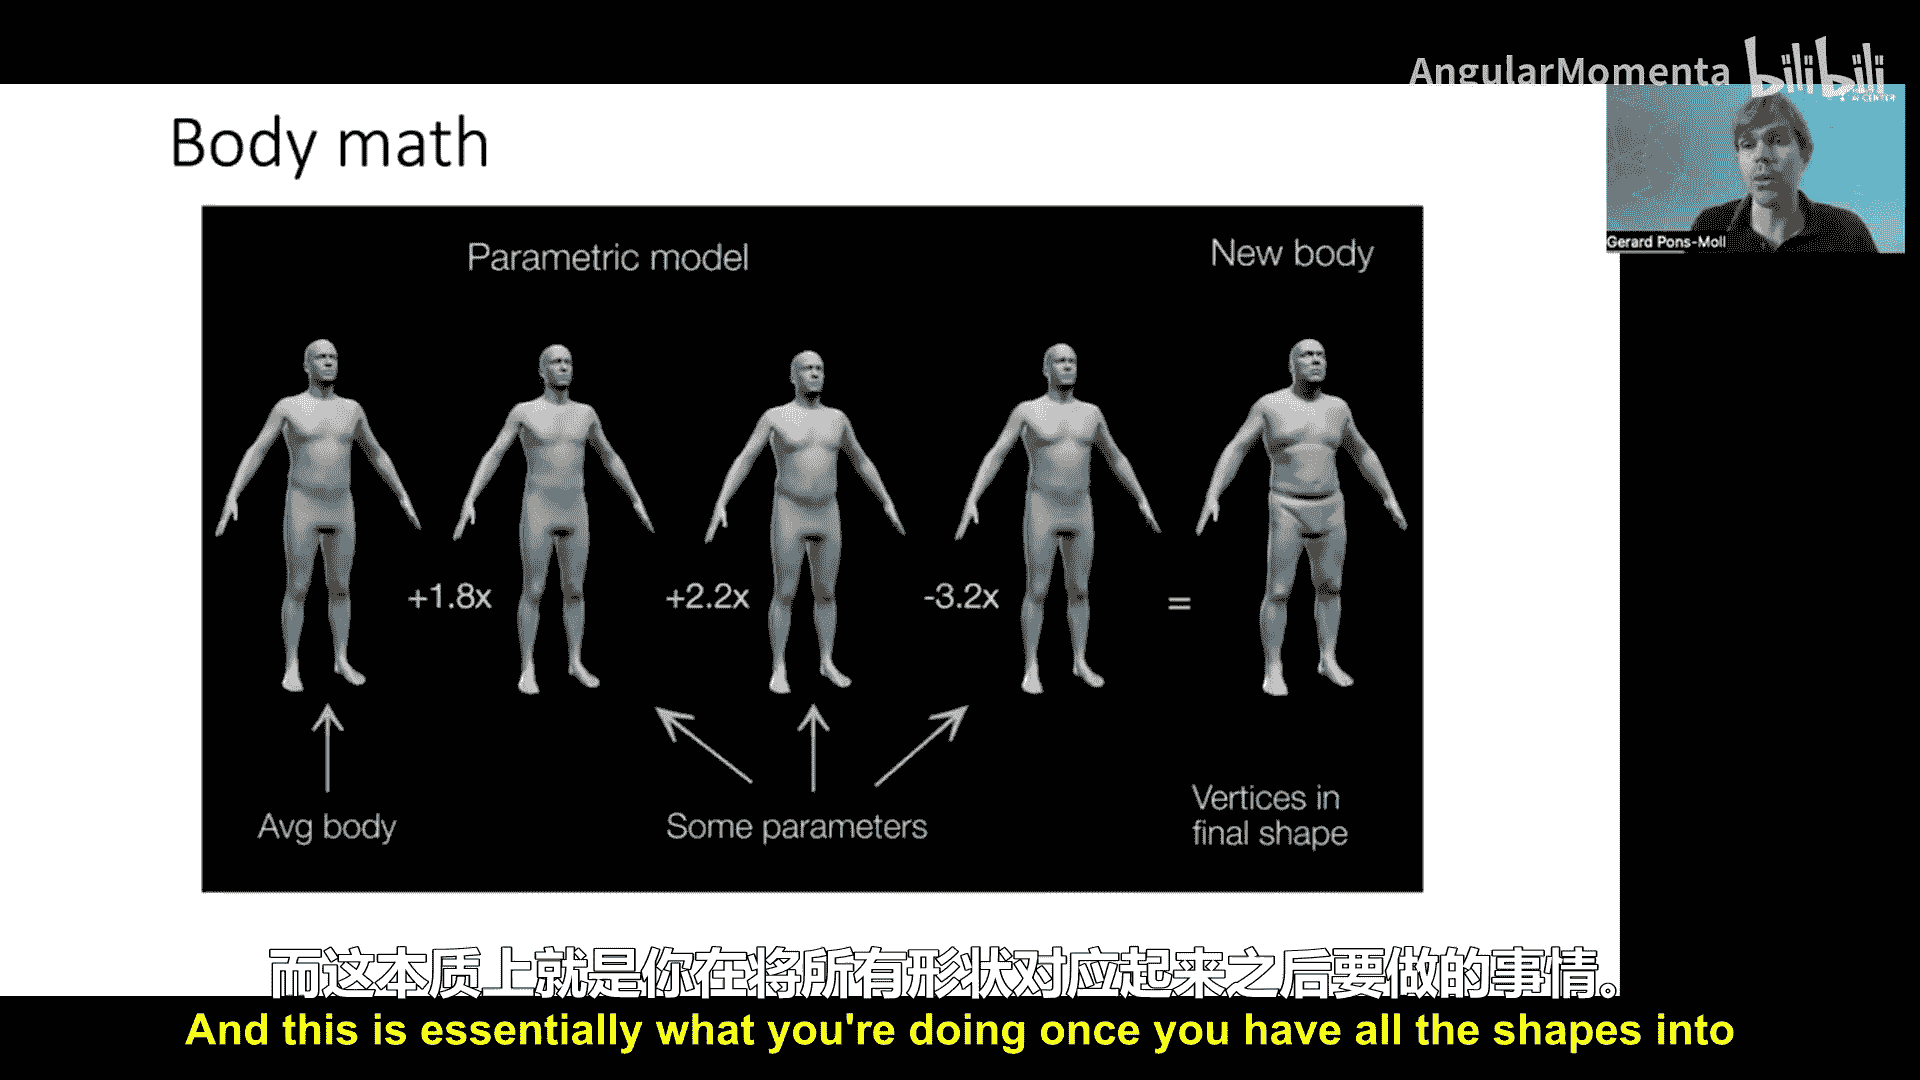 AngularMomenta bilibili
Body math
Gerard Pons-Moll
Parametric model
New body
+1.8x
+2.2x
-3.2x
=
Avg body
Some parameters
Vertices in
final shape
而这本质上就是你在将所有形状对应起来之后要做的事情。
And this is essentially what you're doing once you have all the shapes into